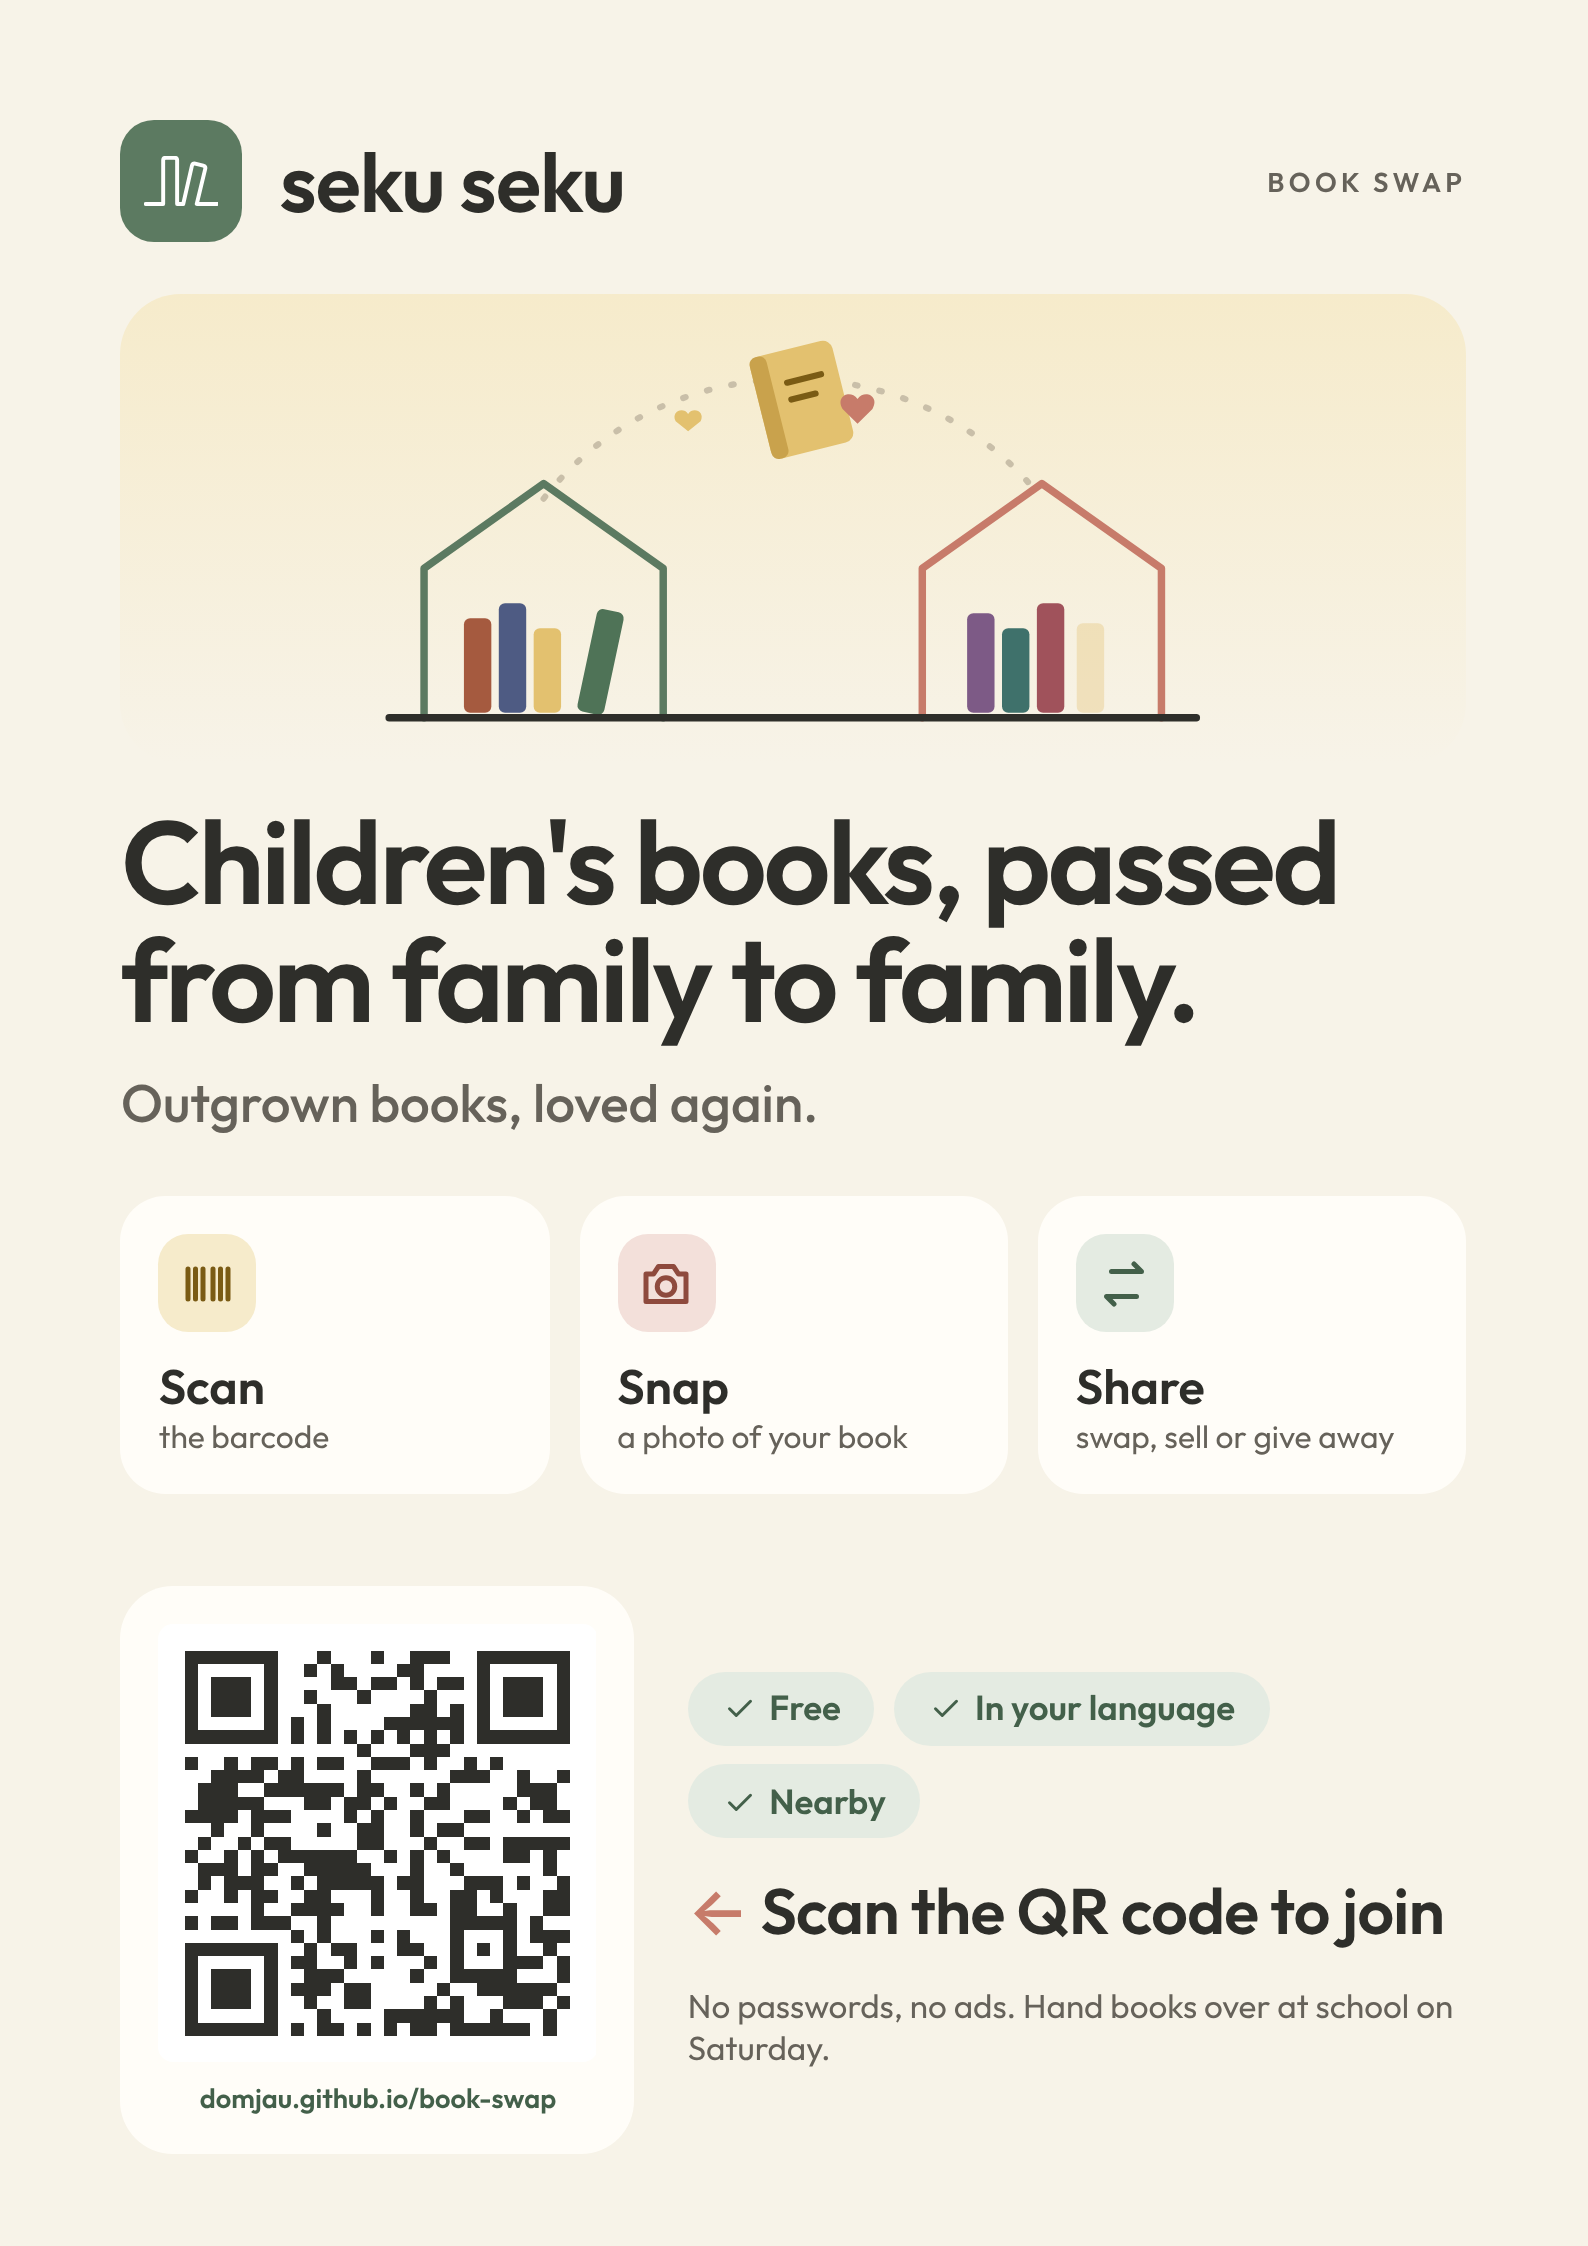 seku seku
BOOK SWAP
Children's books, passed
from family to family.
Outgrown books, loved again.
Scan
the barcode
Snap
a photo of your book
Share
swap, sell or give away
Free
In your language
Nearby
Scan the QR code to join
No passwords, no ads. Hand books over at school on
Saturday.
domjau.github.io/book-swap